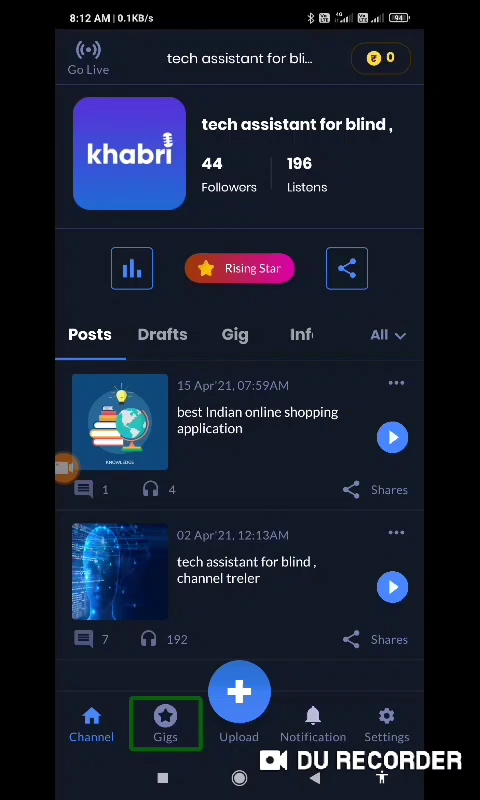 8:12 AM | 0.1KB/s
4G
94
Go Live
tech assistant for bli...
0
khabri
tech assistant for blind ,
44
196
Followers
Listens
Rising Star
Posts
Drafts
Gig
Inf
All
15 Apr'21, 07:59AM
best Indian online shopping
application
KNOWLEDGE
1
4
Shares
02 Apr'21, 12:13AM
tech assistant for blind ,
channel treler
7
192
Shares
Channel
Gigs
Upload
Notification
Settings
DU RECORDER